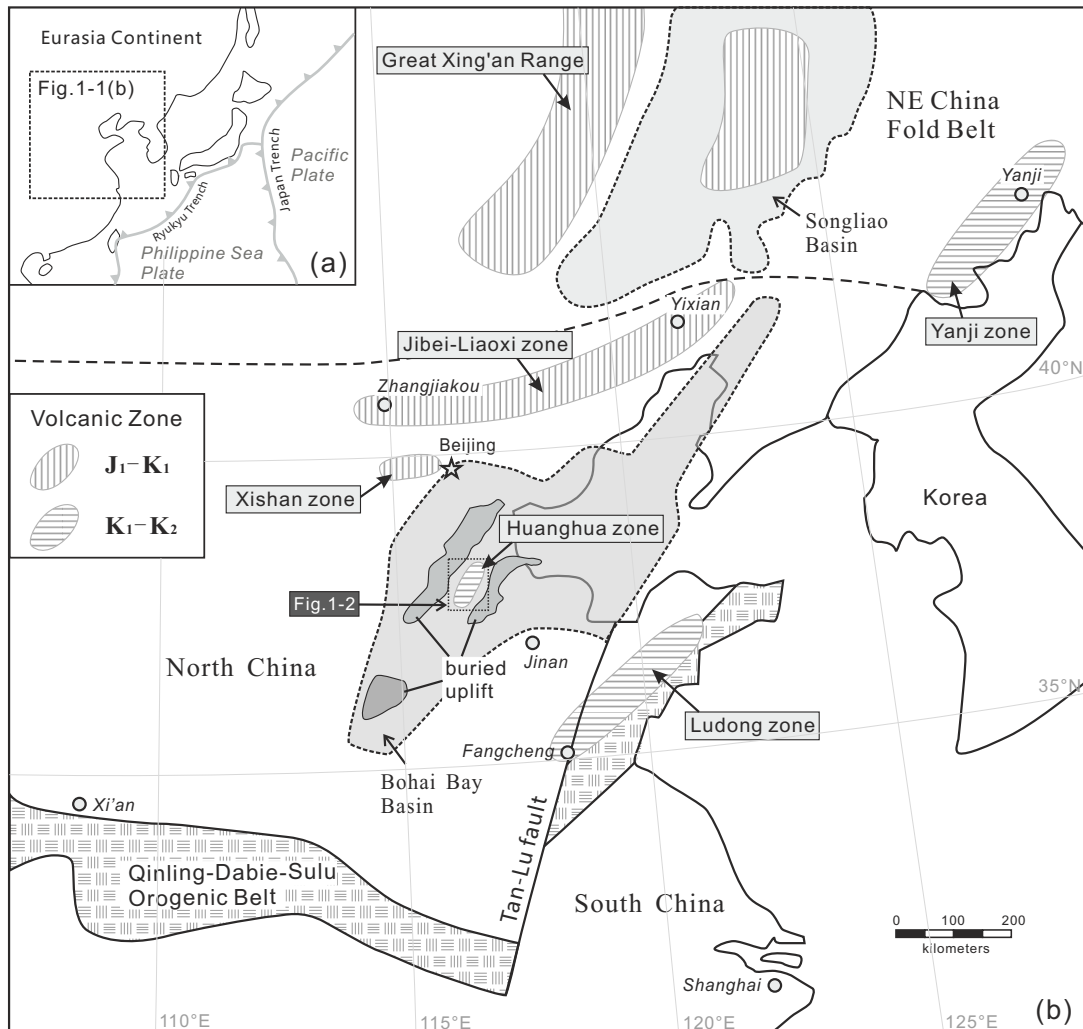 Eurasia Continent
Fig.1-1(b)
Pacific
Plate
Japan Trench
Ryukyu Trench
Philippine Sea
Plate
(a)
Great Xing'an Range
NE China
Fold Belt
Yanji
Songliao
Basin
Yixian
Yanji zone
Jibei-Liaoxi zone
Zhangjiakou
40°N
Volcanic Zone
J1–K1
K1–K2
Beijing
Xishan zone
Korea
Huanghua zone
Fig.1-2
Jinan
North China
buried
uplift
35°N
Ludong zone
Fangcheng
Bohai Bay
Basin
Xi'an
Tan-Lu fault
Qinling-Dabie-Sulu
Orogenic Belt
South China
0 100 200
kilometers
Shanghai
110°E
115°E
120°E
125°E
(b)